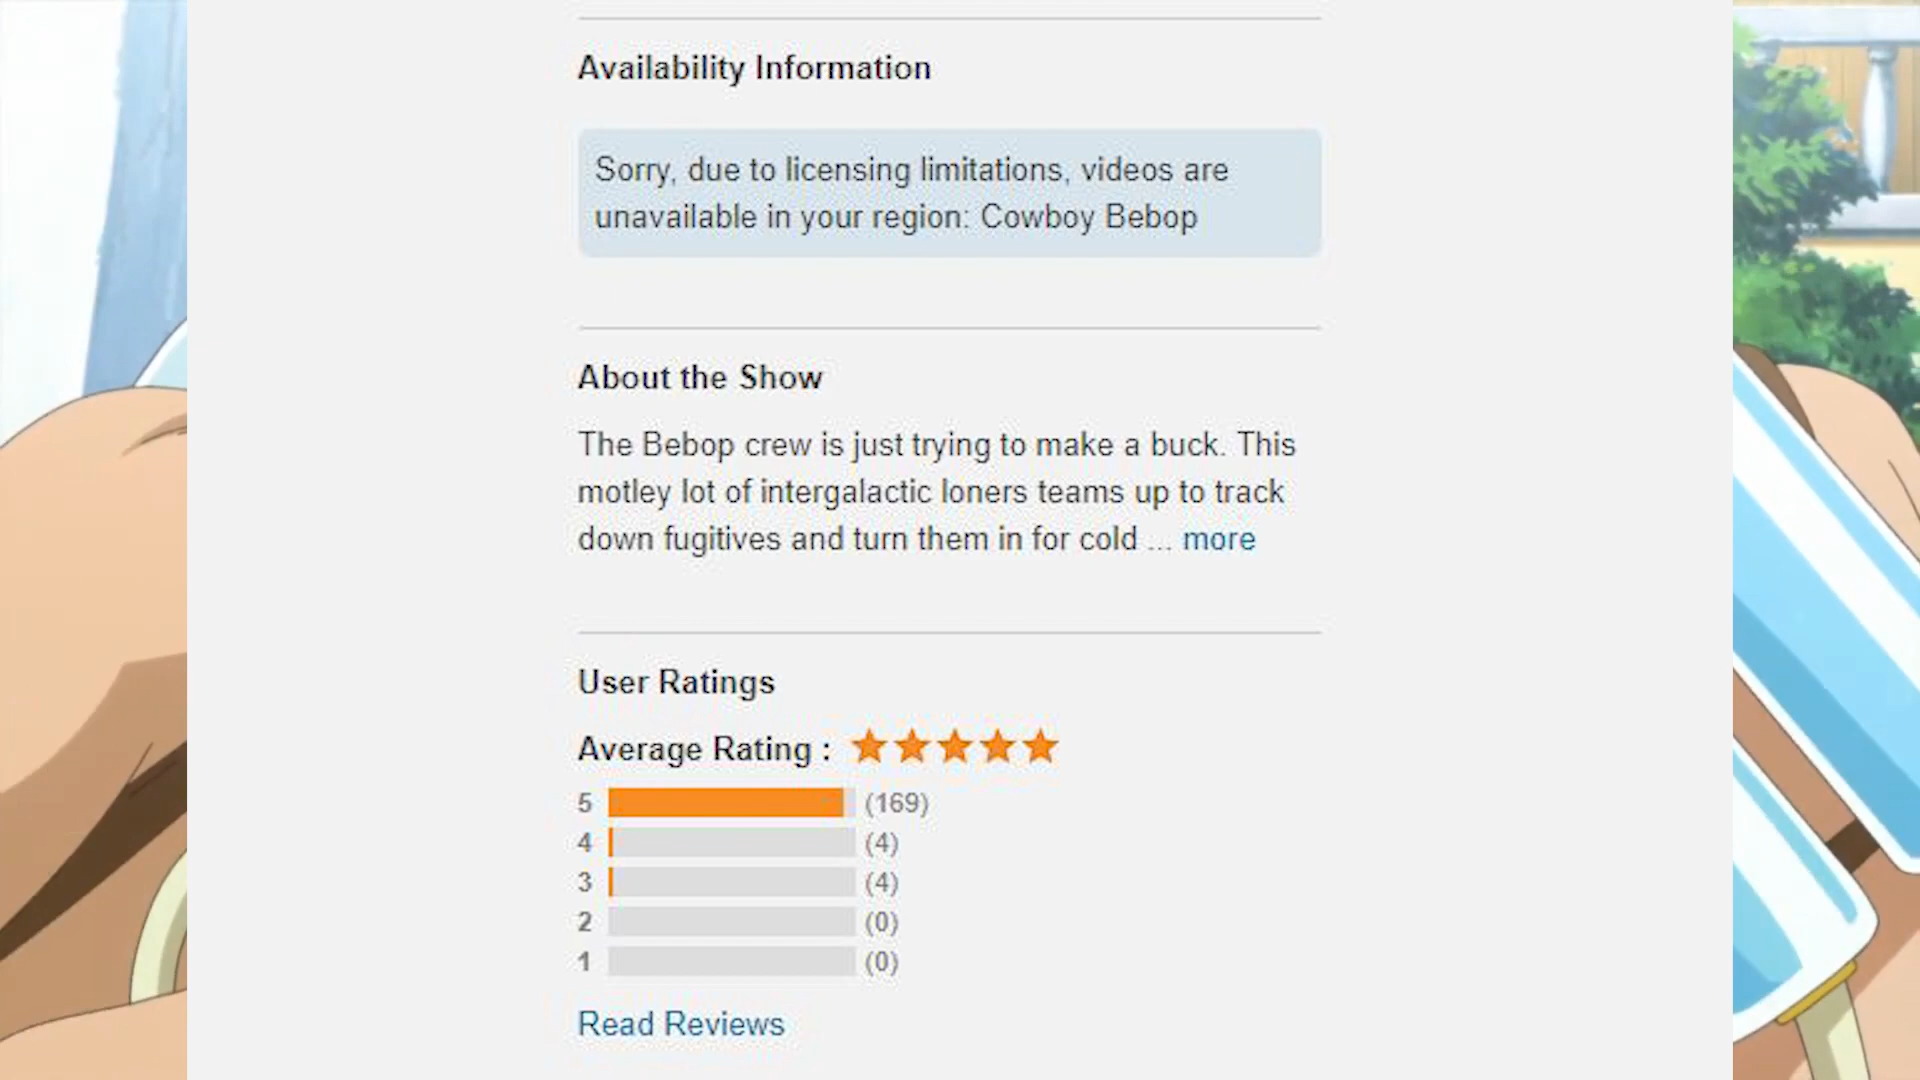 Availability Information
Sorry, due to licensing limitations, videos are
unavailable in your region: Cowboy Bebop
About the Show
The Bebop crew is just trying to make a buck. This
motley lot of intergalactic loners teams up to track
down fugitives and turn them in for cold ... more
User Ratings
Average Rating :
5 (169)
4 (4)
3 (4)
2 (0)
1 (0)
Read Reviews